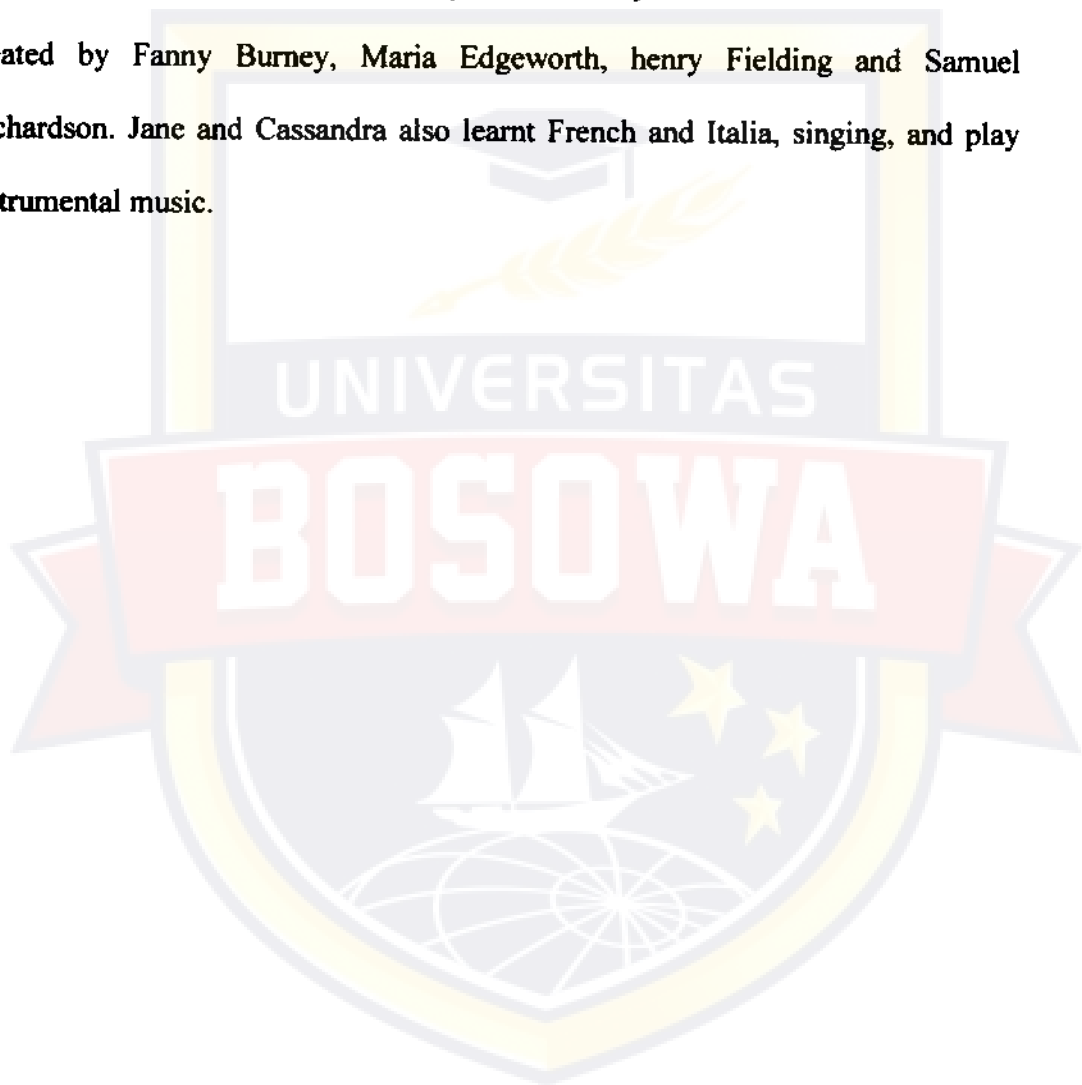 ated by Fanny Burney, Maria Edgeworth, henry Fielding and Samuel
chardson. Jane and Cassandra also learnt French and Italia, singing, and play
trumental music.
UNIVERSITAS
BOSOWA